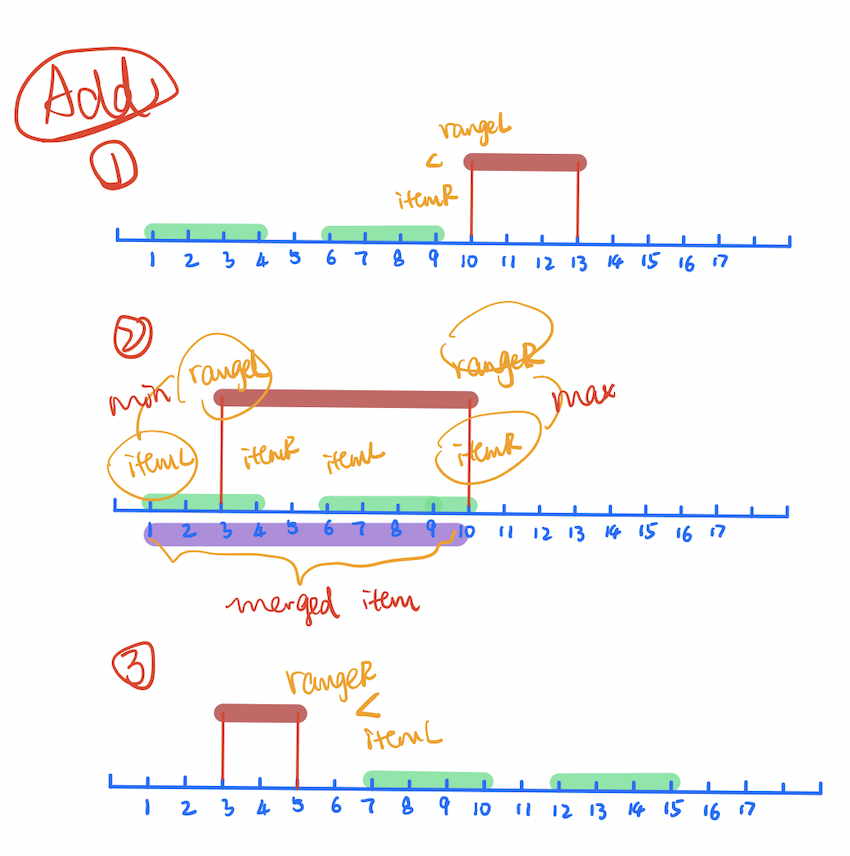 Add
①
rangeL
<
itemR
1 2 3 4 5 6 7 8 9 10 11 12 13 14 15 16 17
②
rangeL rangeR
min max
itemL itemR itemL itemR
1 2 3 4 5 6 7 8 9 10 11 12 13 14 15 16 17
merged item
③
rangeR
<
itemL
1 2 3 4 5 6 7 8 9 10 11 12 13 14 15 16 17